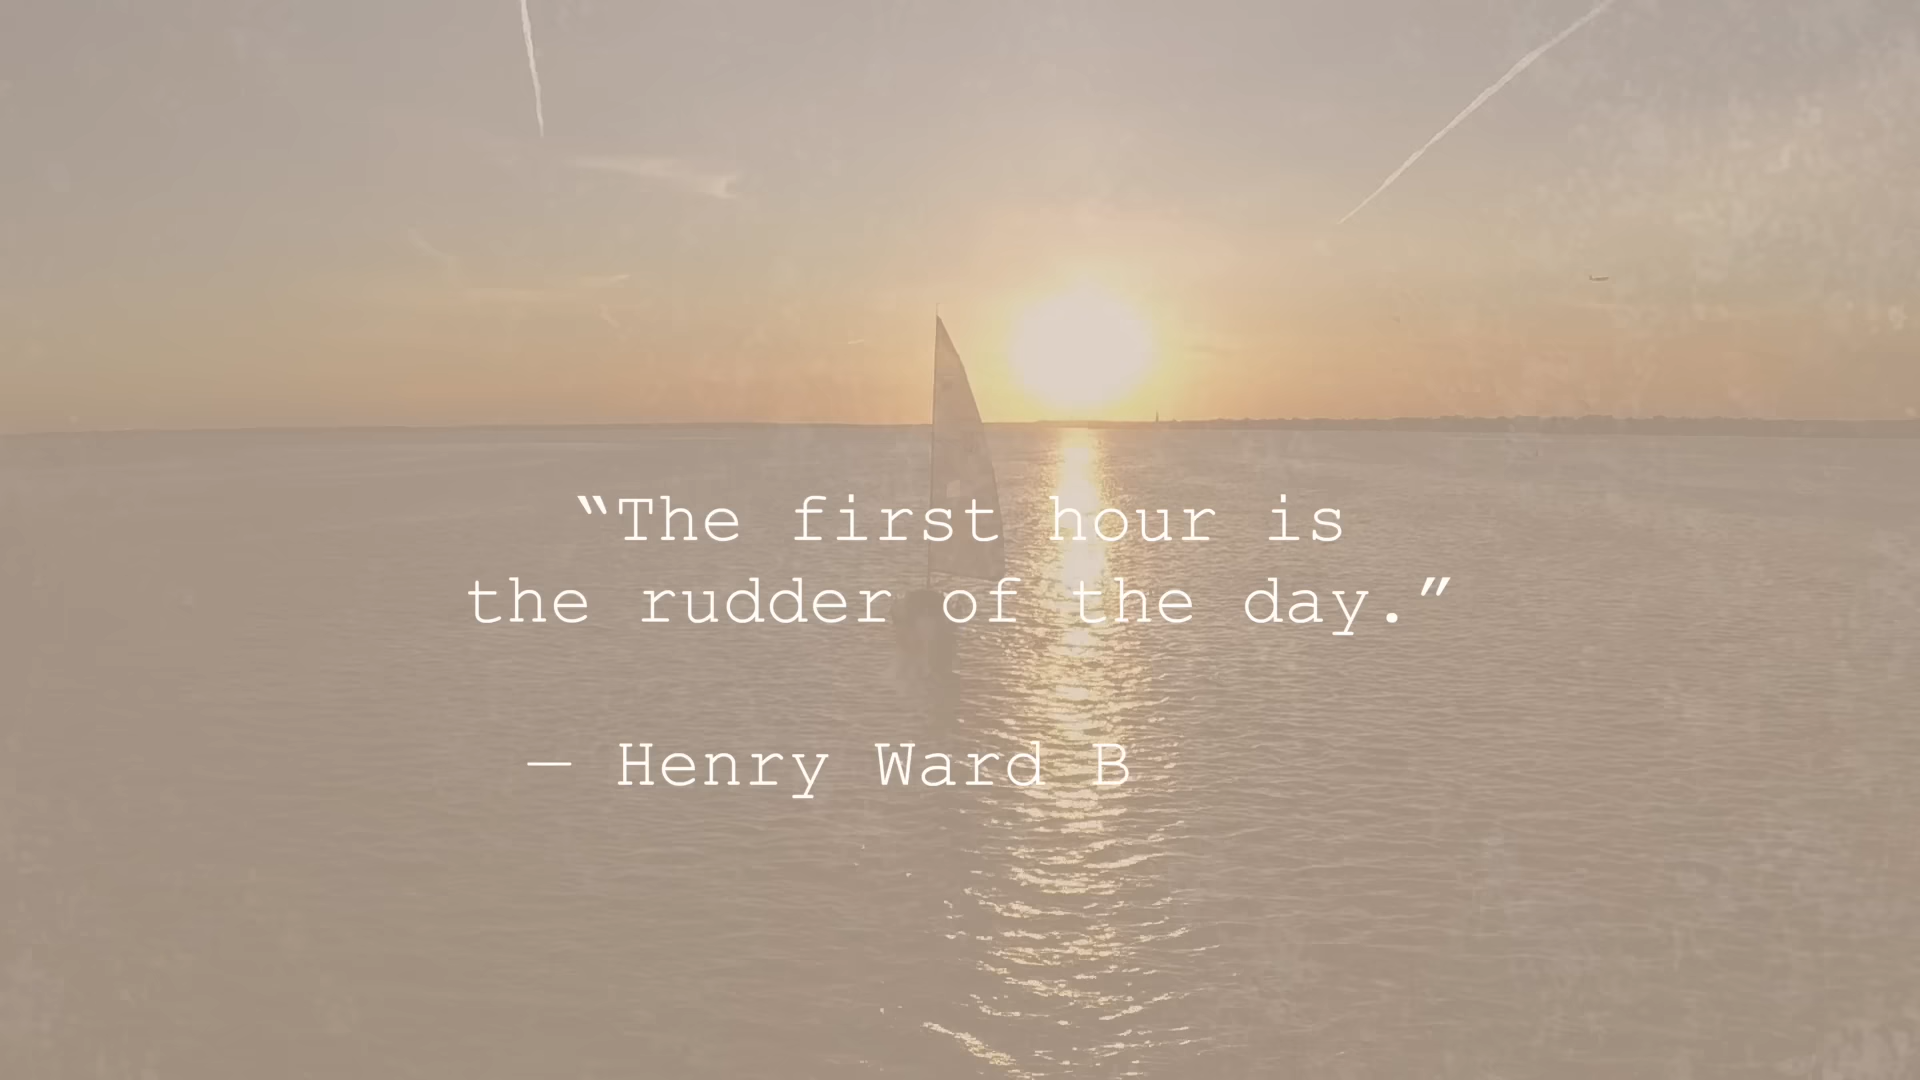 “The first hour is
the rudder of the day.”
— Henry Ward B